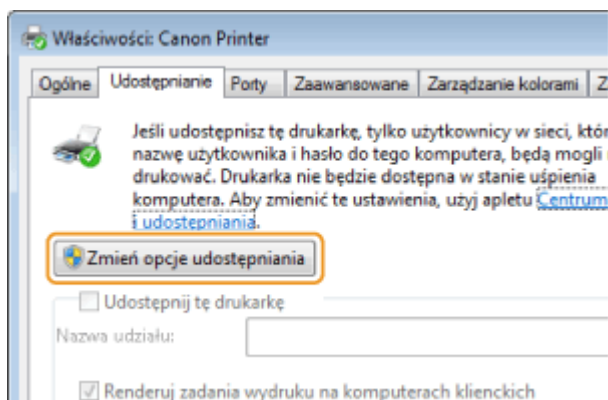 Właściwości: Canon Printer
Ogólne Udostępnianie Porty Zaawansowane Zarządzanie kolorami Z
Jeśli udostępnisz tę drukarkę, tylko użytkownicy w sieci, któr
nazwę użytkownika i hasło do tego komputera, będą mogli
drukować. Drukarka nie będzie dostępna w stanie uśpienia
komputera. Aby zmienić te ustawienia, użyj apletu Centrum
i udostępniania.
Zmień opcje udostępniania
Udostępnij tę drukarkę
Nazwa udziału:
Renderuj zadania wydruku na komputerach klienckich